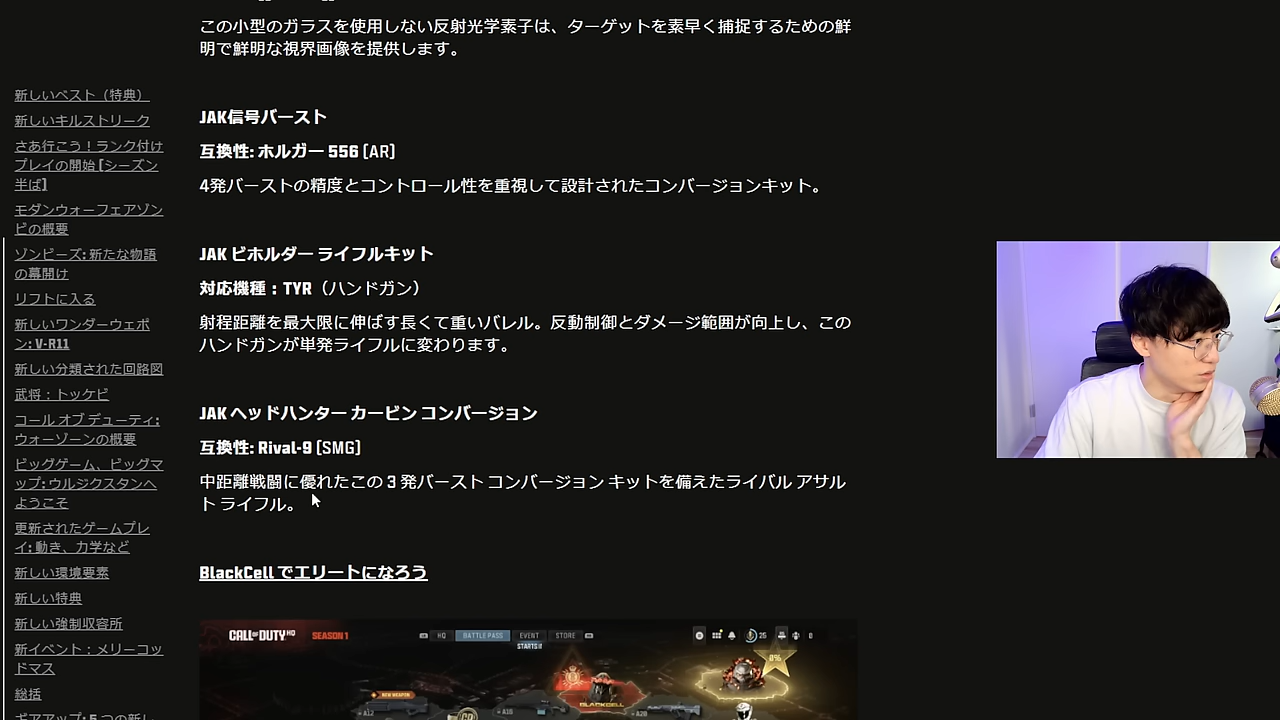 この小型のガラスを使用しない反射光学素子は、ターゲットを素早く捕捉するための鮮
明で鮮明な視界画像を提供します。
JAK信号バースト
互換性: ホルガー 556 [AR]
4発バーストの精度とコントロール性を重視して設計されたコンバージョンキット。
JAK ビホルダー ライフルキット
対応機種：TYR（ハンドガン）
射程距離を最大限に伸ばす長くて重いバレル。反動制御とダメージ範囲が向上し、この
ハンドガンが単発ライフルに変わります。
JAK ヘッドハンター カービン コンバージョン
互換性: Rival-9 [SMG]
中距離戦闘に優れたこの 3 発バースト コンバージョン キットを備えたライバル アサル
ト ライフル。
BlackCell でエリートになろう
新しいベスト（特典）
新しいキルストリーク
さあ行こう！ランク付け
プレイの開始 [シーズン
半ば]
モダンウォーフェアゾン
ビの概要
ゾンビーズ: 新たな物語
の幕開け
リフトに入る
新しいワンダーウェポ
ン: V-R11
新しい分類された回路図
武将：トッケビ
コール オブ デューティ:
ウォーゾーンの概要
ビッグゲーム、ビッグマ
ップ: ウルジクスタンへ
ようこそ
更新されたゲームプレ
イ: 動き、力学など
新しい環境要素
新しい特典
新しい強制収容所
新イベント：メリーコッ
ドマス
総括
CALL OF DUTY HQ SEASON 1
HQ BATTLE PASS EVENT STORE
STARTS IN
25 0
0%
NEW WEAPON
BLACKCELL
A12 A16 A20
CP